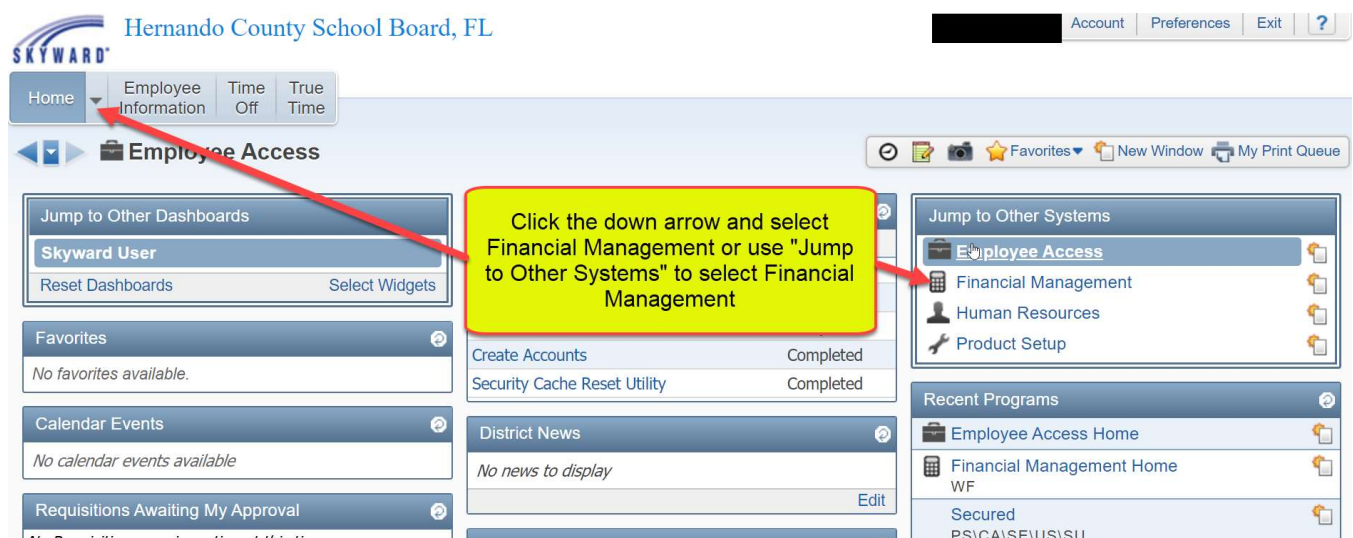 SKYWARD
Hernando County School Board, FL
Account Preferences Exit ?
Home
Employee Information
Time Off
True Time
Employee Access
Favorites New Window My Print Queue
Jump to Other Dashboards
Skyward User
Reset Dashboards Select Widgets
Favorites
No favorites available.
Calendar Events
No calendar events available
Requisitions Awaiting My Approval
Click the down arrow and select
Financial Management or use "Jump
to Other Systems" to select Financial
Management
Create Accounts Completed
Security Cache Reset Utility Completed
District News
No news to display
Edit
Jump to Other Systems
Employee Access
Financial Management
Human Resources
Product Setup
Recent Programs
Employee Access Home
Financial Management Home
WF
Secured
PS\CA\SE\US\SU